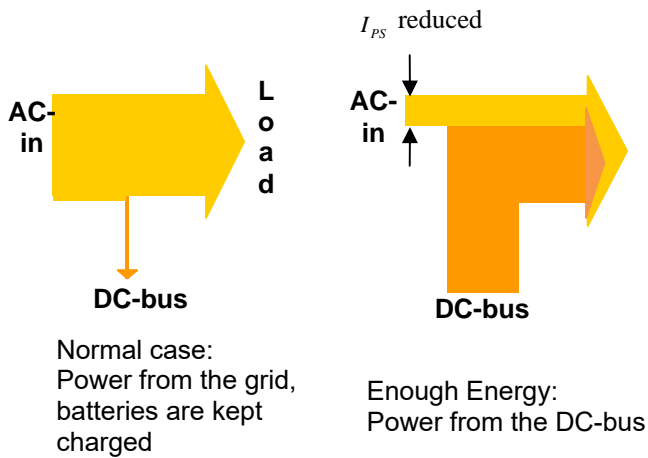 I_PS reduced
AC-
in
L
o
a
d
DC-bus
Normal case:
Power from the grid,
batteries are kept
charged
AC-
in
DC-bus
Enough Energy:
Power from the DC-bus